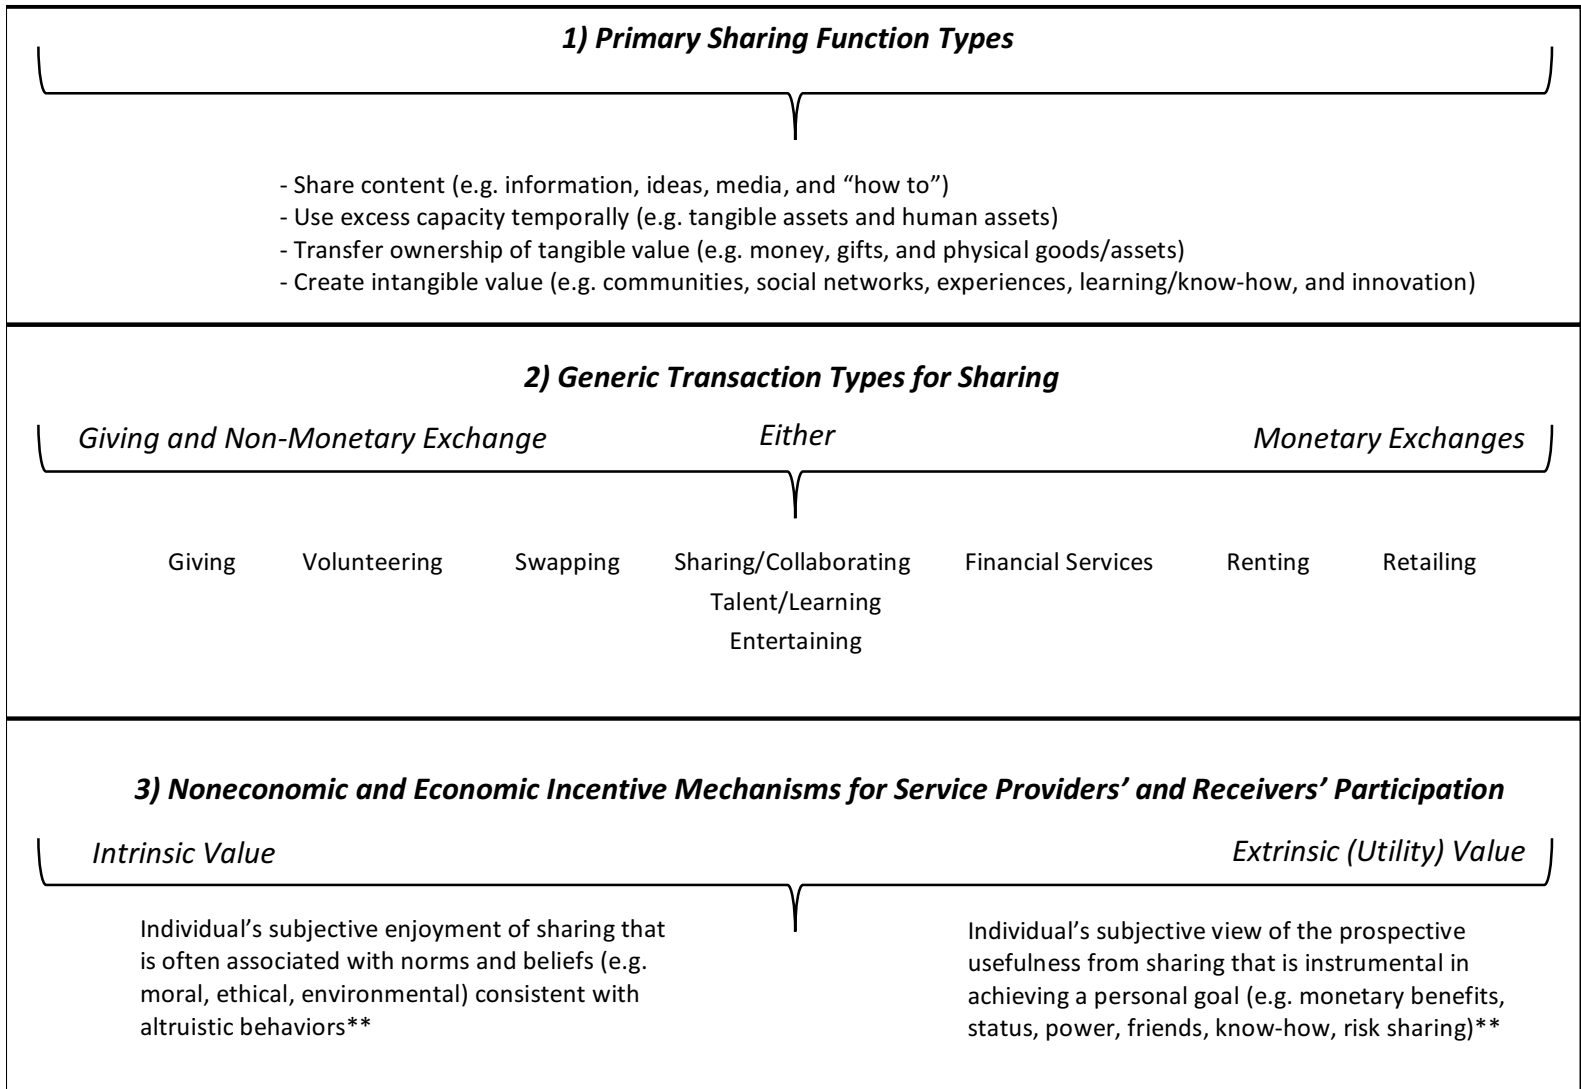 1) Primary Sharing Function Types
- Share content (e.g. information, ideas, media, and “how to”)
- Use excess capacity temporally (e.g. tangible assets and human assets)
- Transfer ownership of tangible value (e.g. money, gifts, and physical goods/assets)
- Create intangible value (e.g. communities, social networks, experiences, learning/know-how, and innovation)
2) Generic Transaction Types for Sharing
Giving and Non-Monetary Exchange Either Monetary Exchanges
Giving Volunteering Swapping Sharing/Collaborating Financial Services Renting Retailing
Talent/Learning
Entertaining
3) Noneconomic and Economic Incentive Mechanisms for Service Providers’ and Receivers’ Participation
Intrinsic Value Extrinsic (Utility) Value
Individual’s subjective enjoyment of sharing that
is often associated with norms and beliefs (e.g.
moral, ethical, environmental) consistent with
altruistic behaviors**
Individual’s subjective view of the prospective
usefulness from sharing that is instrumental in
achieving a personal goal (e.g. monetary benefits,
status, power, friends, know-how, risk sharing)**